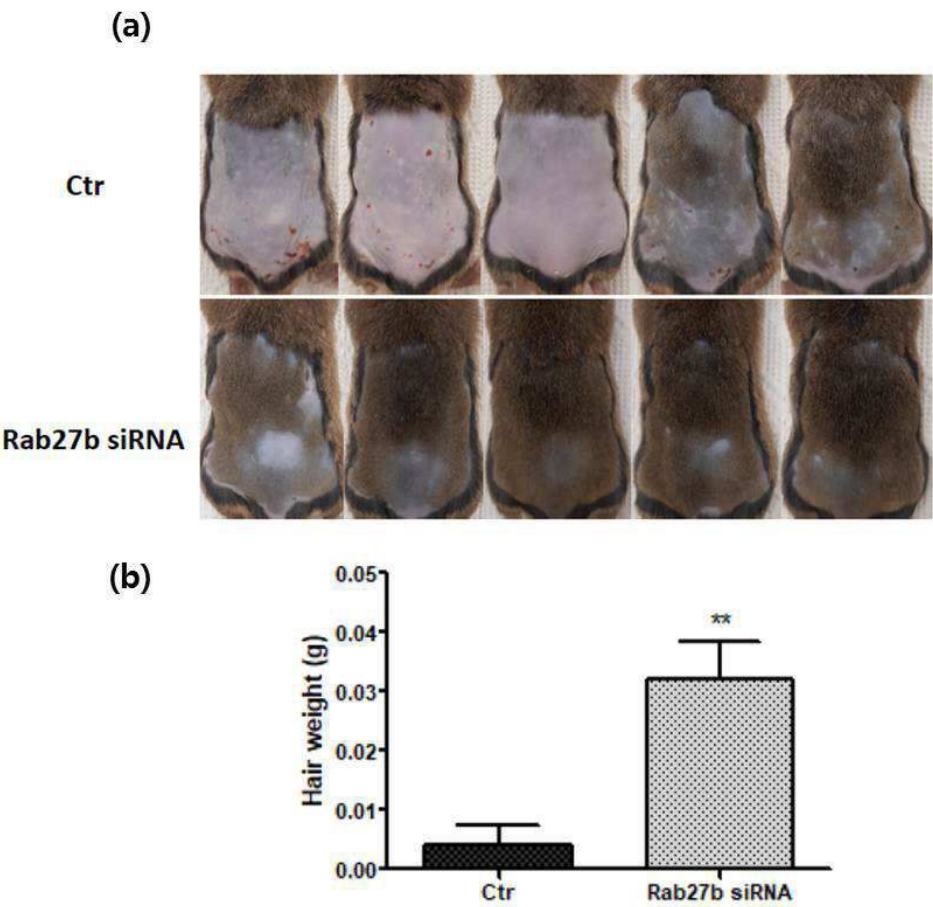 (a)
Ctr
Rab27b siRNA
(b)
Hair weight (g)
0.05
0.04
**
0.03
0.02
0.01
0.00
Ctr
Rab27b siRNA